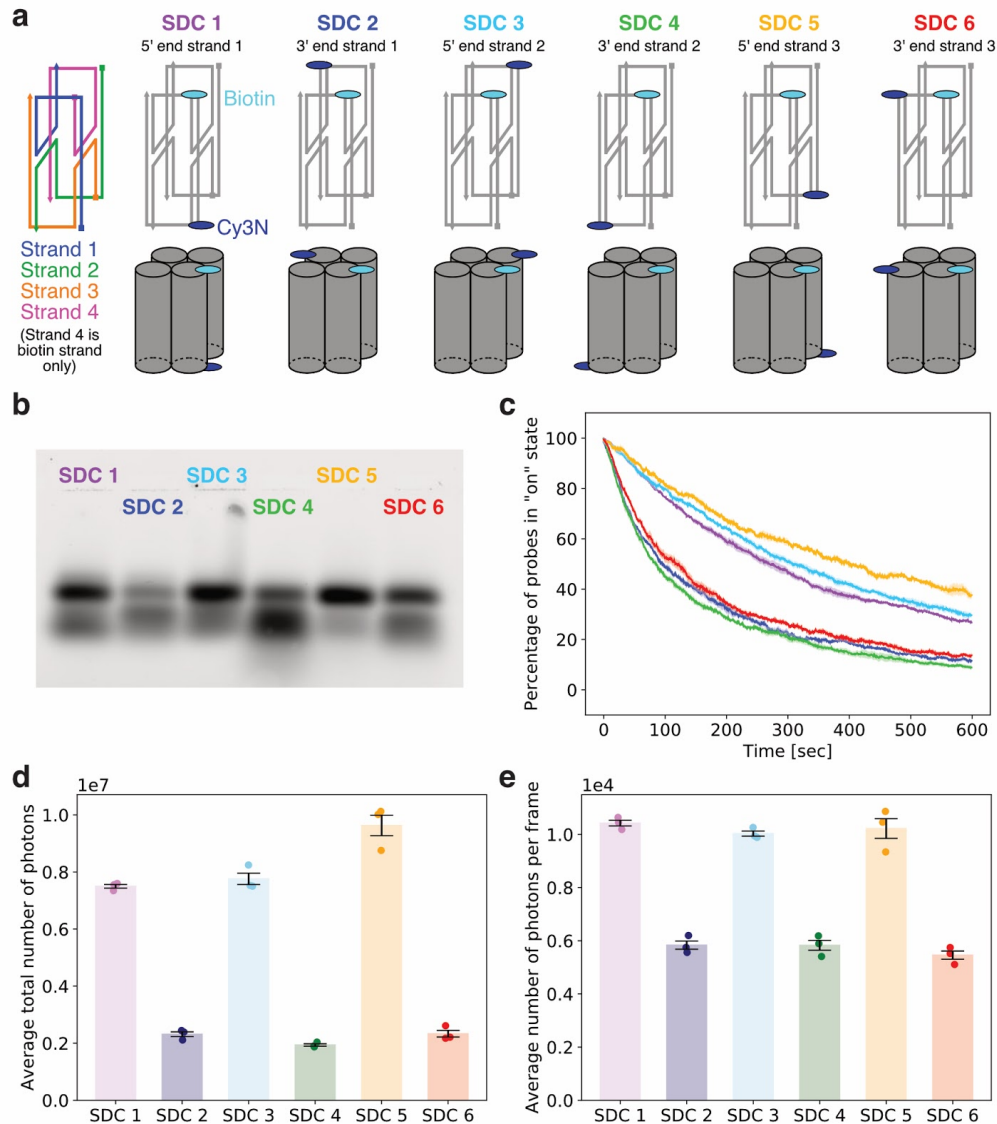 a
SDC 1 SDC 2 SDC 3 SDC 4 SDC 5 SDC 6
5' end strand 1 3' end strand 1 5' end strand 2 3' end strand 2 5' end strand 3 3' end strand 3
Biotin
Cy3N
Strand 1
Strand 2
Strand 3
Strand 4
(Strand 4 is
biotin strand
only)
b
SDC 1 SDC 3 SDC 5
SDC 2 SDC 4 SDC 6
c
Percentage of probes in "on" state
100
80
60
40
20
0
0 100 200 300 400 500 600
Time [sec]
d
1e7
Average total number of photons
1.0
0.8
0.6
0.4
0.2
0.0
SDC 1 SDC 2 SDC 3 SDC 4 SDC 5 SDC 6
e
1e4
Average number of photons per frame
1.0
0.8
0.6
0.4
0.2
0.0
SDC 1 SDC 2 SDC 3 SDC 4 SDC 5 SDC 6